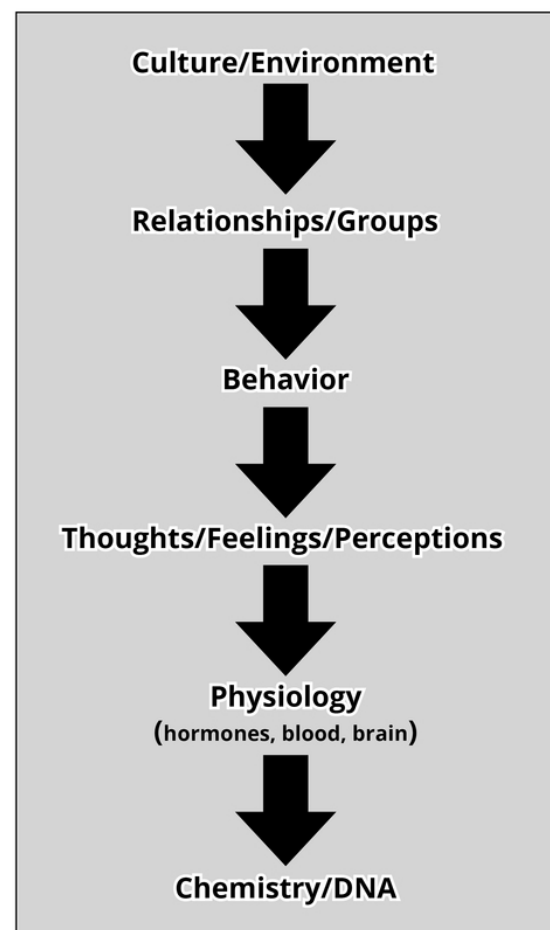 Culture/Environment
Relationships/Groups
Behavior
Thoughts/Feelings/Perceptions
Physiology
(hormones, blood, brain)
Chemistry/DNA